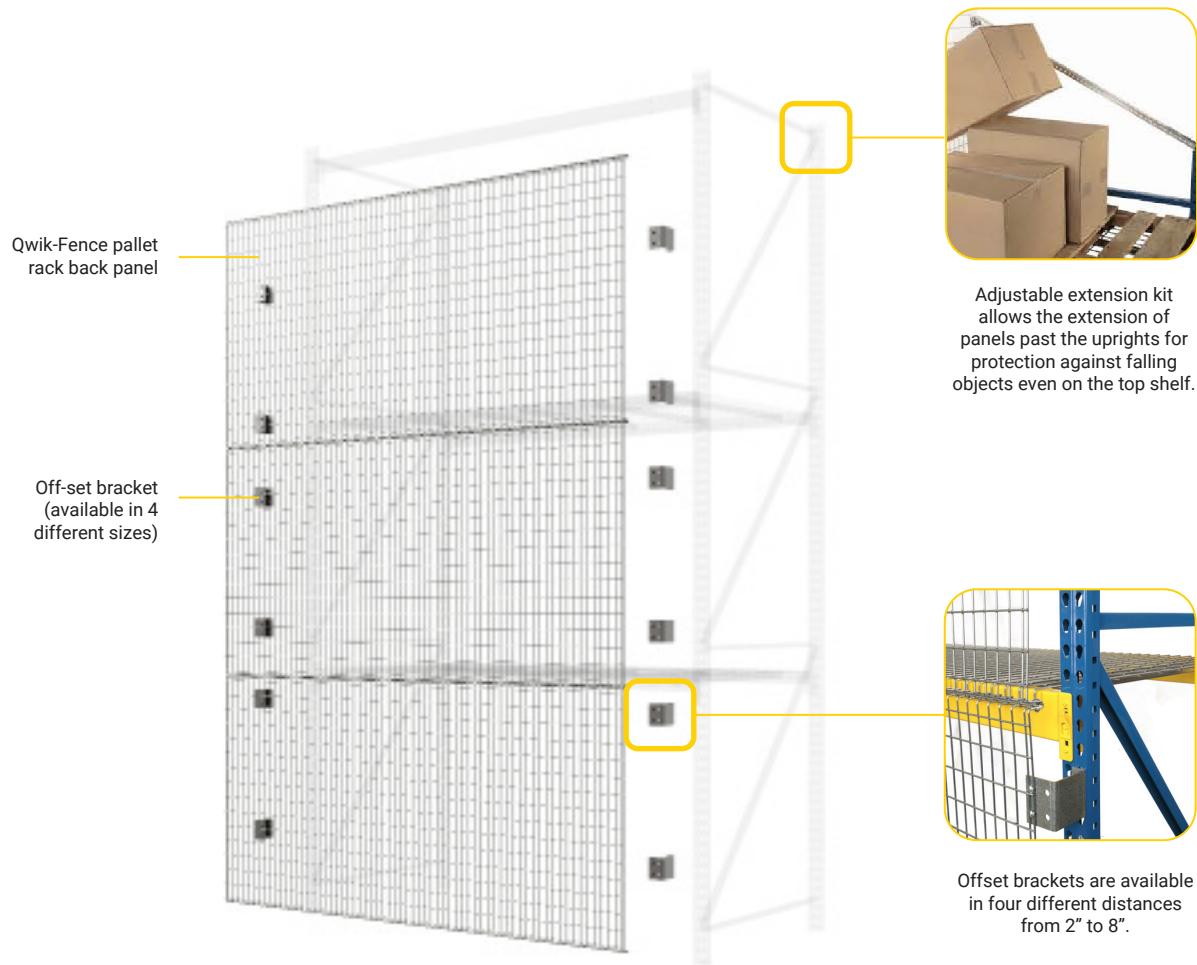 Qwik-Fence pallet
rack back panel
Off-set bracket
(available in 4
different sizes)
Adjustable extension kit
allows the extension of
panels past the uprights for
protection against falling
objects even on the top shelf.
Offset brackets are available
in four different distances
from 2” to 8”.